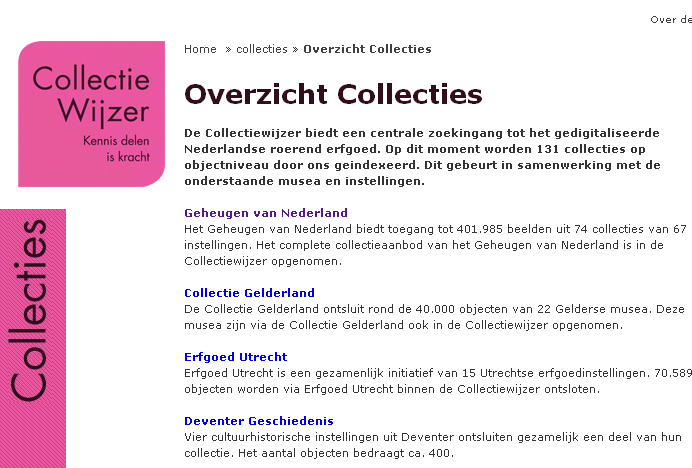 Over de
Collectie
Wijzer
Kennis delen
is kracht
Collecties
Home » collecties » Overzicht Collecties
Overzicht Collecties
De Collectiewijzer biedt een centrale zoekingang tot het gedigitaliseerde
Nederlandse roerend erfgoed. Op dit moment worden 131 collecties op
objectniveau door ons geindexeerd. Dit gebeurt in samenwerking met de
onderstaande musea en instellingen.
Geheugen van Nederland
Het Geheugen van Nederland biedt toegang tot 401.985 beelden uit 74 collecties van 67
instellingen. Het complete collectieaanbod van het Geheugen van Nederland is in de
Collectiewijzer opgenomen.
Collectie Gelderland
De Collectie Gelderland ontsluit rond de 40.000 objecten van 22 Gelderse musea. Deze
musea zijn via de Collectie Gelderland ook in de Collectiewijzer opgenomen.
Erfgoed Utrecht
Erfgoed Utrecht is een gezamenlijk initiatief van 15 Utrechtse erfgoedinstellingen. 70.589
objecten worden via Erfgoed Utrecht binnen de Collectiewijzer ontsloten.
Deventer Geschiedenis
Vier cultuurhistorische instellingen uit Deventer ontsluiten gezamelijk een deel van hun
collectie. Het aantal objecten bedraagt ca. 400.